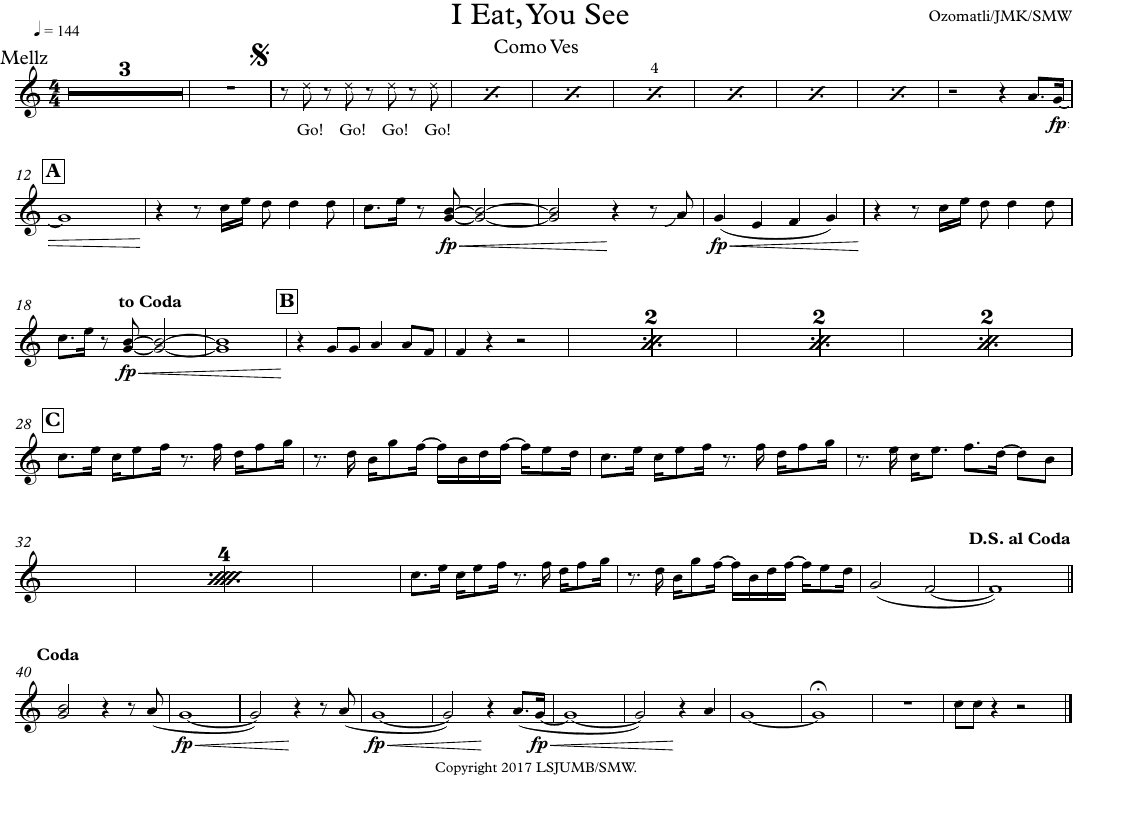 I Eat, You See
Ozomatli/JMK/SMW
♩ = 144
Como Ves
Mellz
3
4
Go! Go! Go! Go!
fp
12 A
fp fp
18 to Coda B
2 2 2
fp
28 C
32 4 D.S. al Coda
Coda
40
fp fp fp
Copyright 2017 LSJUMB/SMW.